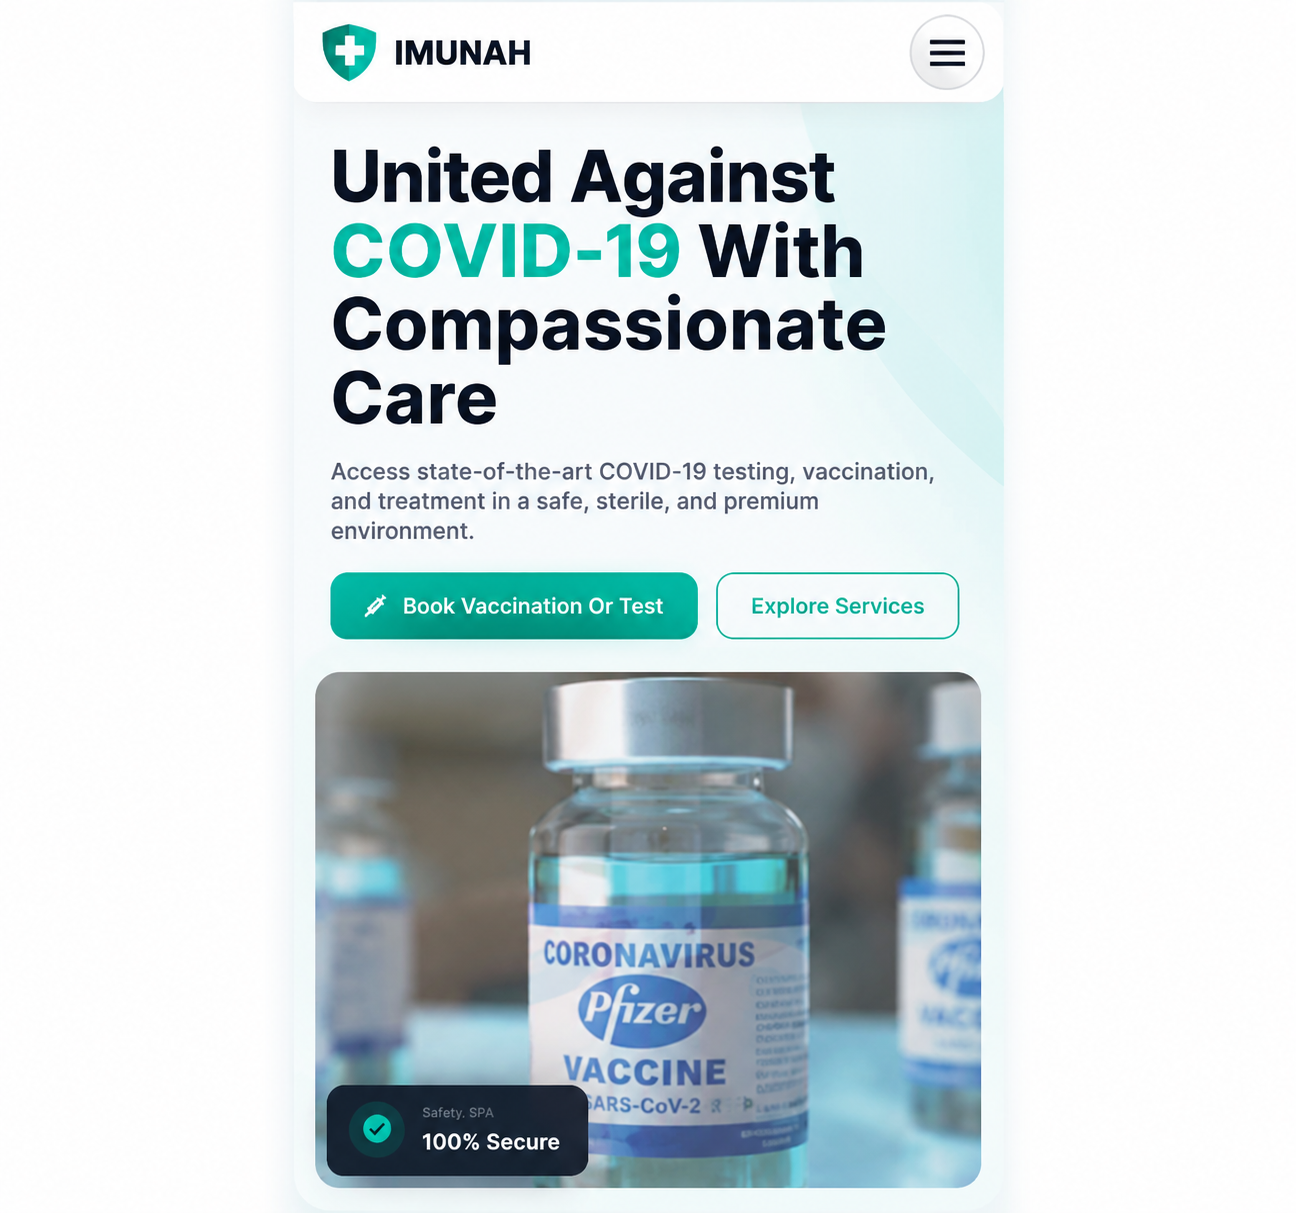 IMUNAH
United Against
COVID-19 With
Compassionate
Care
Access state-of-the-art COVID-19 testing, vaccination,
and treatment in a safe, sterile, and premium
environment.
Book Vaccination Or Test
Explore Services
CORONAVIRUS
Pfizer
VACCINE
SARS-CoV-2
VACC
Safety. SPA
100% Secure